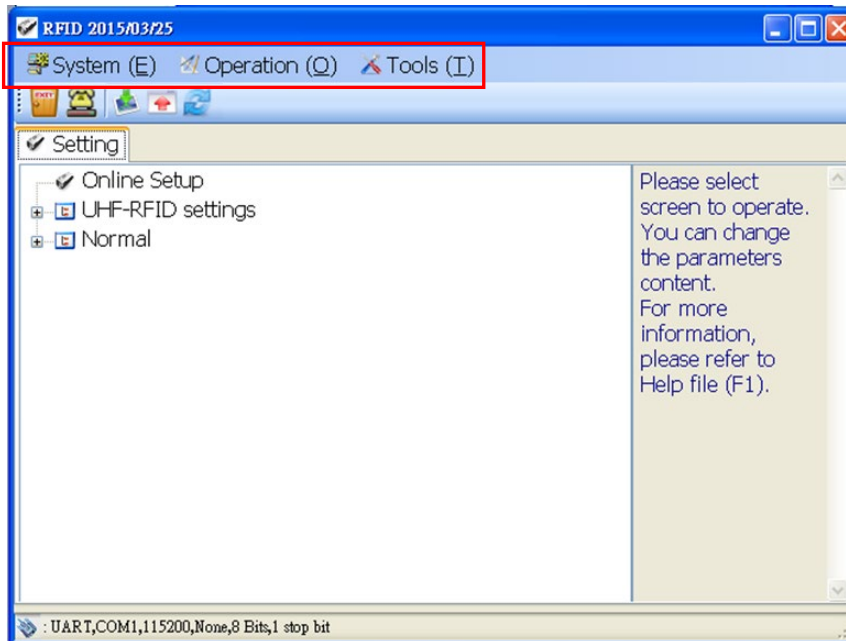 RFID 2015/03/25
System (E) Operation (O) Tools (T)
EXIT
Setting
Online Setup
UHF-RFID settings
Normal
Please select
screen to operate.
You can change
the parameters
content.
For more
information,
please refer to
Help file (F1).
: UART,COM1,115200,None,8 Bits,1 stop bit